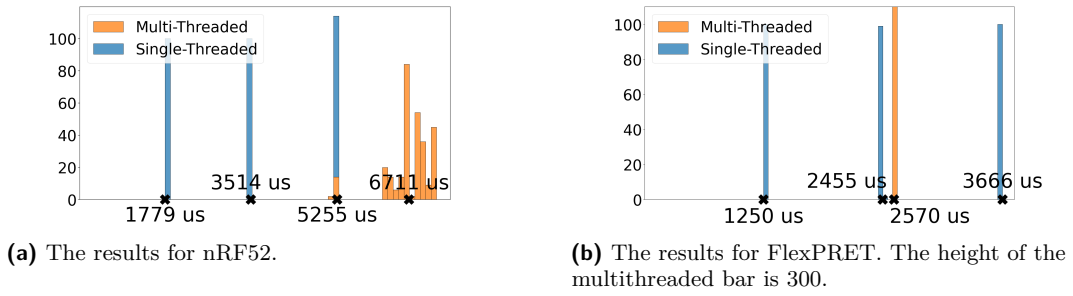 Multi-Threaded
Single-Threaded
100
80
60
40
20
0
3514 us
6711 us
1779 us
5255 us
(a) The results for nRF52.
Multi-Threaded
Single-Threaded
100
80
60
40
20
0
2455 us
3666 us
1250 us
2570 us
(b) The results for FlexPRET. The height of the
multithreaded bar is 300.